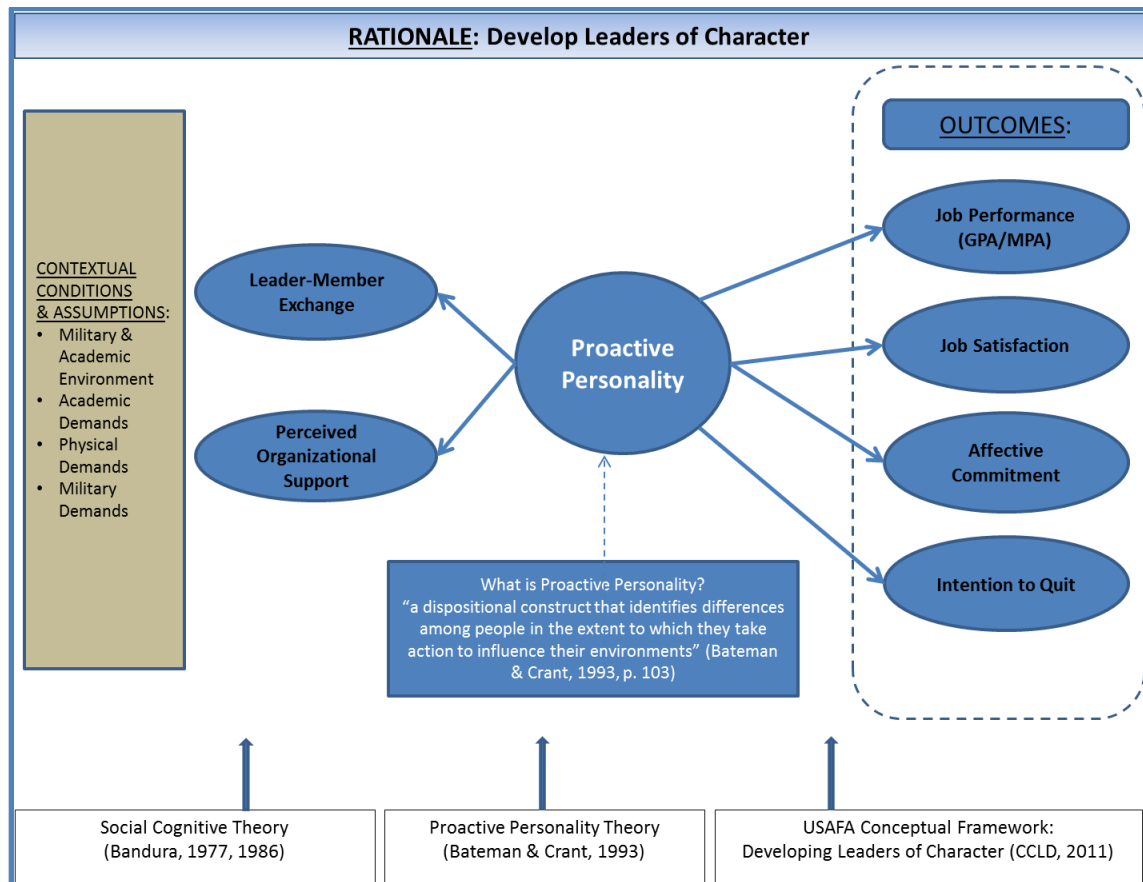 RATIONALE: Develop Leaders of Character
CONTEXTUAL
CONDITIONS
& ASSUMPTIONS:
• Military &
Academic
Environment
• Academic
Demands
• Physical
Demands
• Military
Demands
Leader-Member
Exchange
Perceived
Organizational
Support
Proactive
Personality
What is Proactive Personality?
“a dispositional construct that identifies differences
among people in the extent to which they take
action to influence their environments” (Bateman
& Crant, 1993, p. 103)
OUTCOMES:
Job Performance
(GPA/MPA)
Job Satisfaction
Affective
Commitment
Intention to Quit
Social Cognitive Theory
(Bandura, 1977, 1986)
Proactive Personality Theory
(Bateman & Crant, 1993)
USAFA Conceptual Framework:
Developing Leaders of Character (CCLD, 2011)